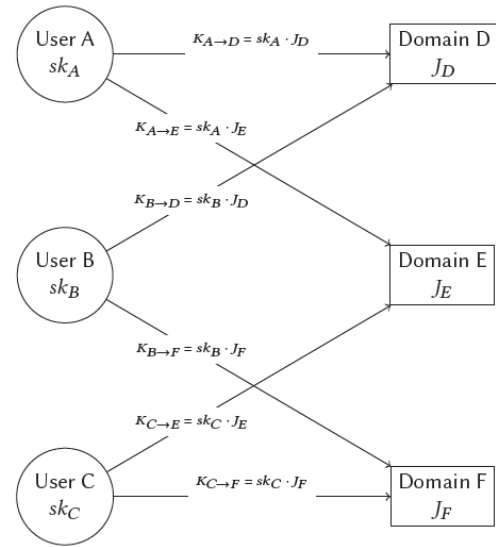 User A
sk_A
K_{A→D} = sk_A · J_D
Domain D
J_D
K_{A→E} = sk_A · J_E
K_{B→D} = sk_B · J_D
User B
sk_B
Domain E
J_E
K_{B→F} = sk_B · J_F
K_{C→E} = sk_C · J_E
User C
sk_C
K_{C→F} = sk_C · J_F
Domain F
J_F